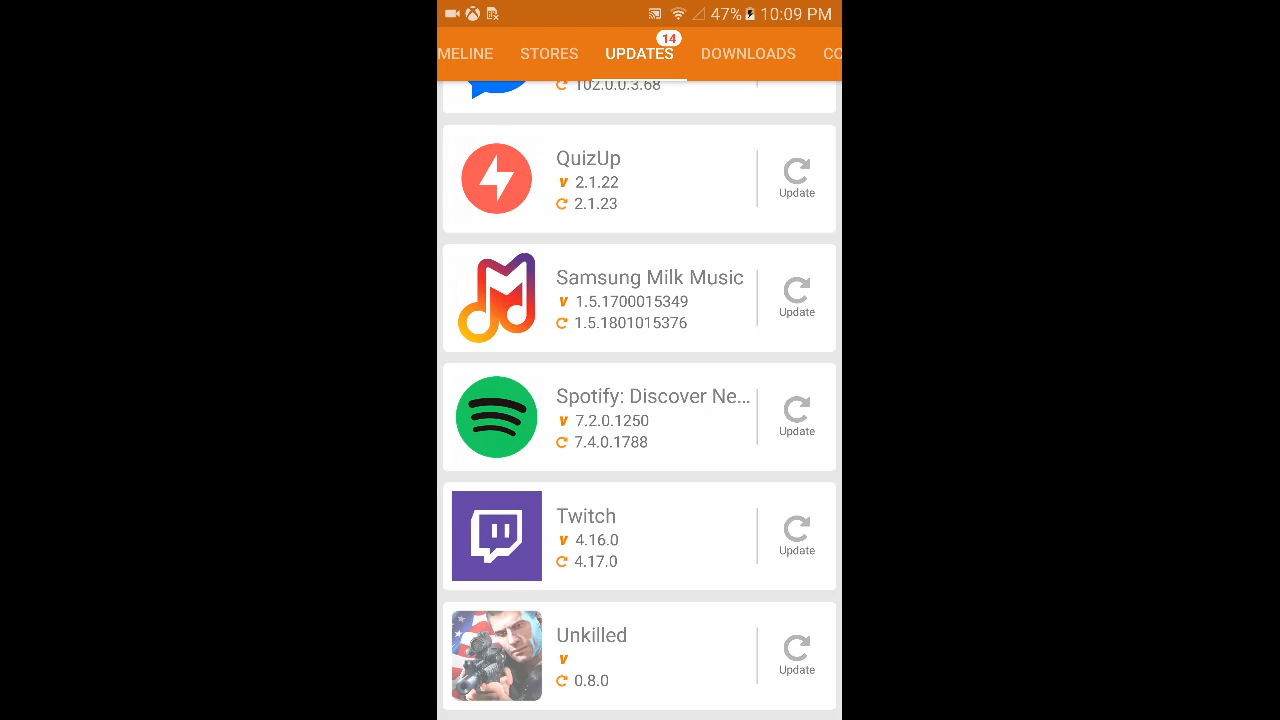 47% 10:09 PM
MELINE STORES UPDATES 14 DOWNLOADS CO
102.0.0.3.68
QuizUp
v 2.1.22
2.1.23
Update
Samsung Milk Music
v 1.5.1700015349
1.5.1801015376
Update
Spotify: Discover Ne...
v 7.2.0.1250
7.4.0.1788
Update
Twitch
v 4.16.0
4.17.0
Update
Unkilled
v
0.8.0
Update